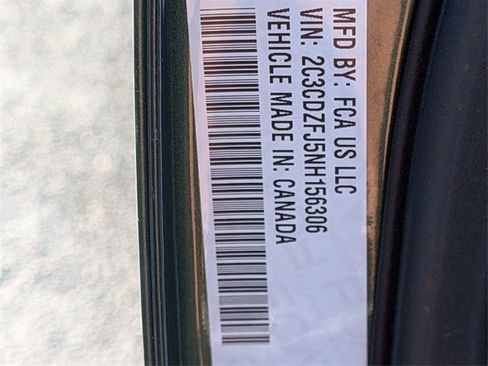 MFD BY: FCA US LLC
VIN: 2C3CDZFJ5NH156306
VEHICLE MADE IN: CANADA